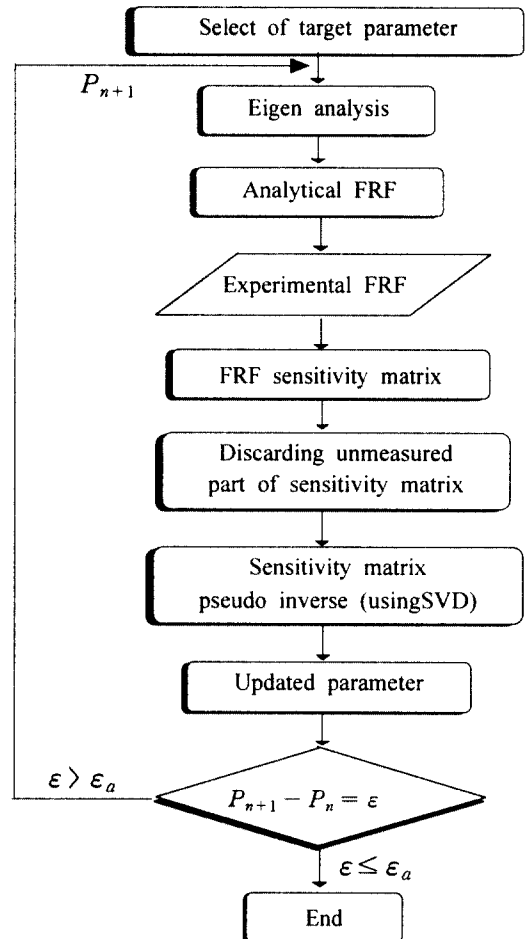 Select of target parameter
P_{n+1}
Eigen analysis
Analytical FRF
Experimental FRF
FRF sensitivity matrix
Discarding unmeasured
part of sensitivity matrix
Sensitivity matrix
pseudo inverse (usingSVD)
Updated parameter
ε > ε_a
P_{n+1} − P_n = ε
ε ≤ ε_a
End